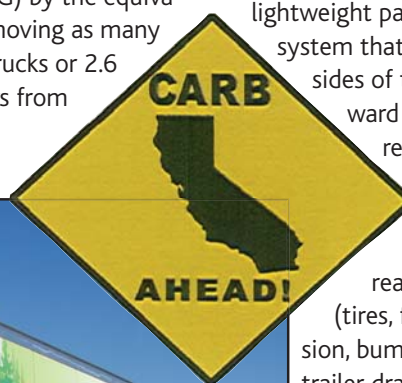 G) by the equiva
moving as many
rucks or 2.6
s from
CARB
AHEAD!
lightweight pa
system that
sides of
ward
re
rea
(tires, f
sion, bum
trailer dra